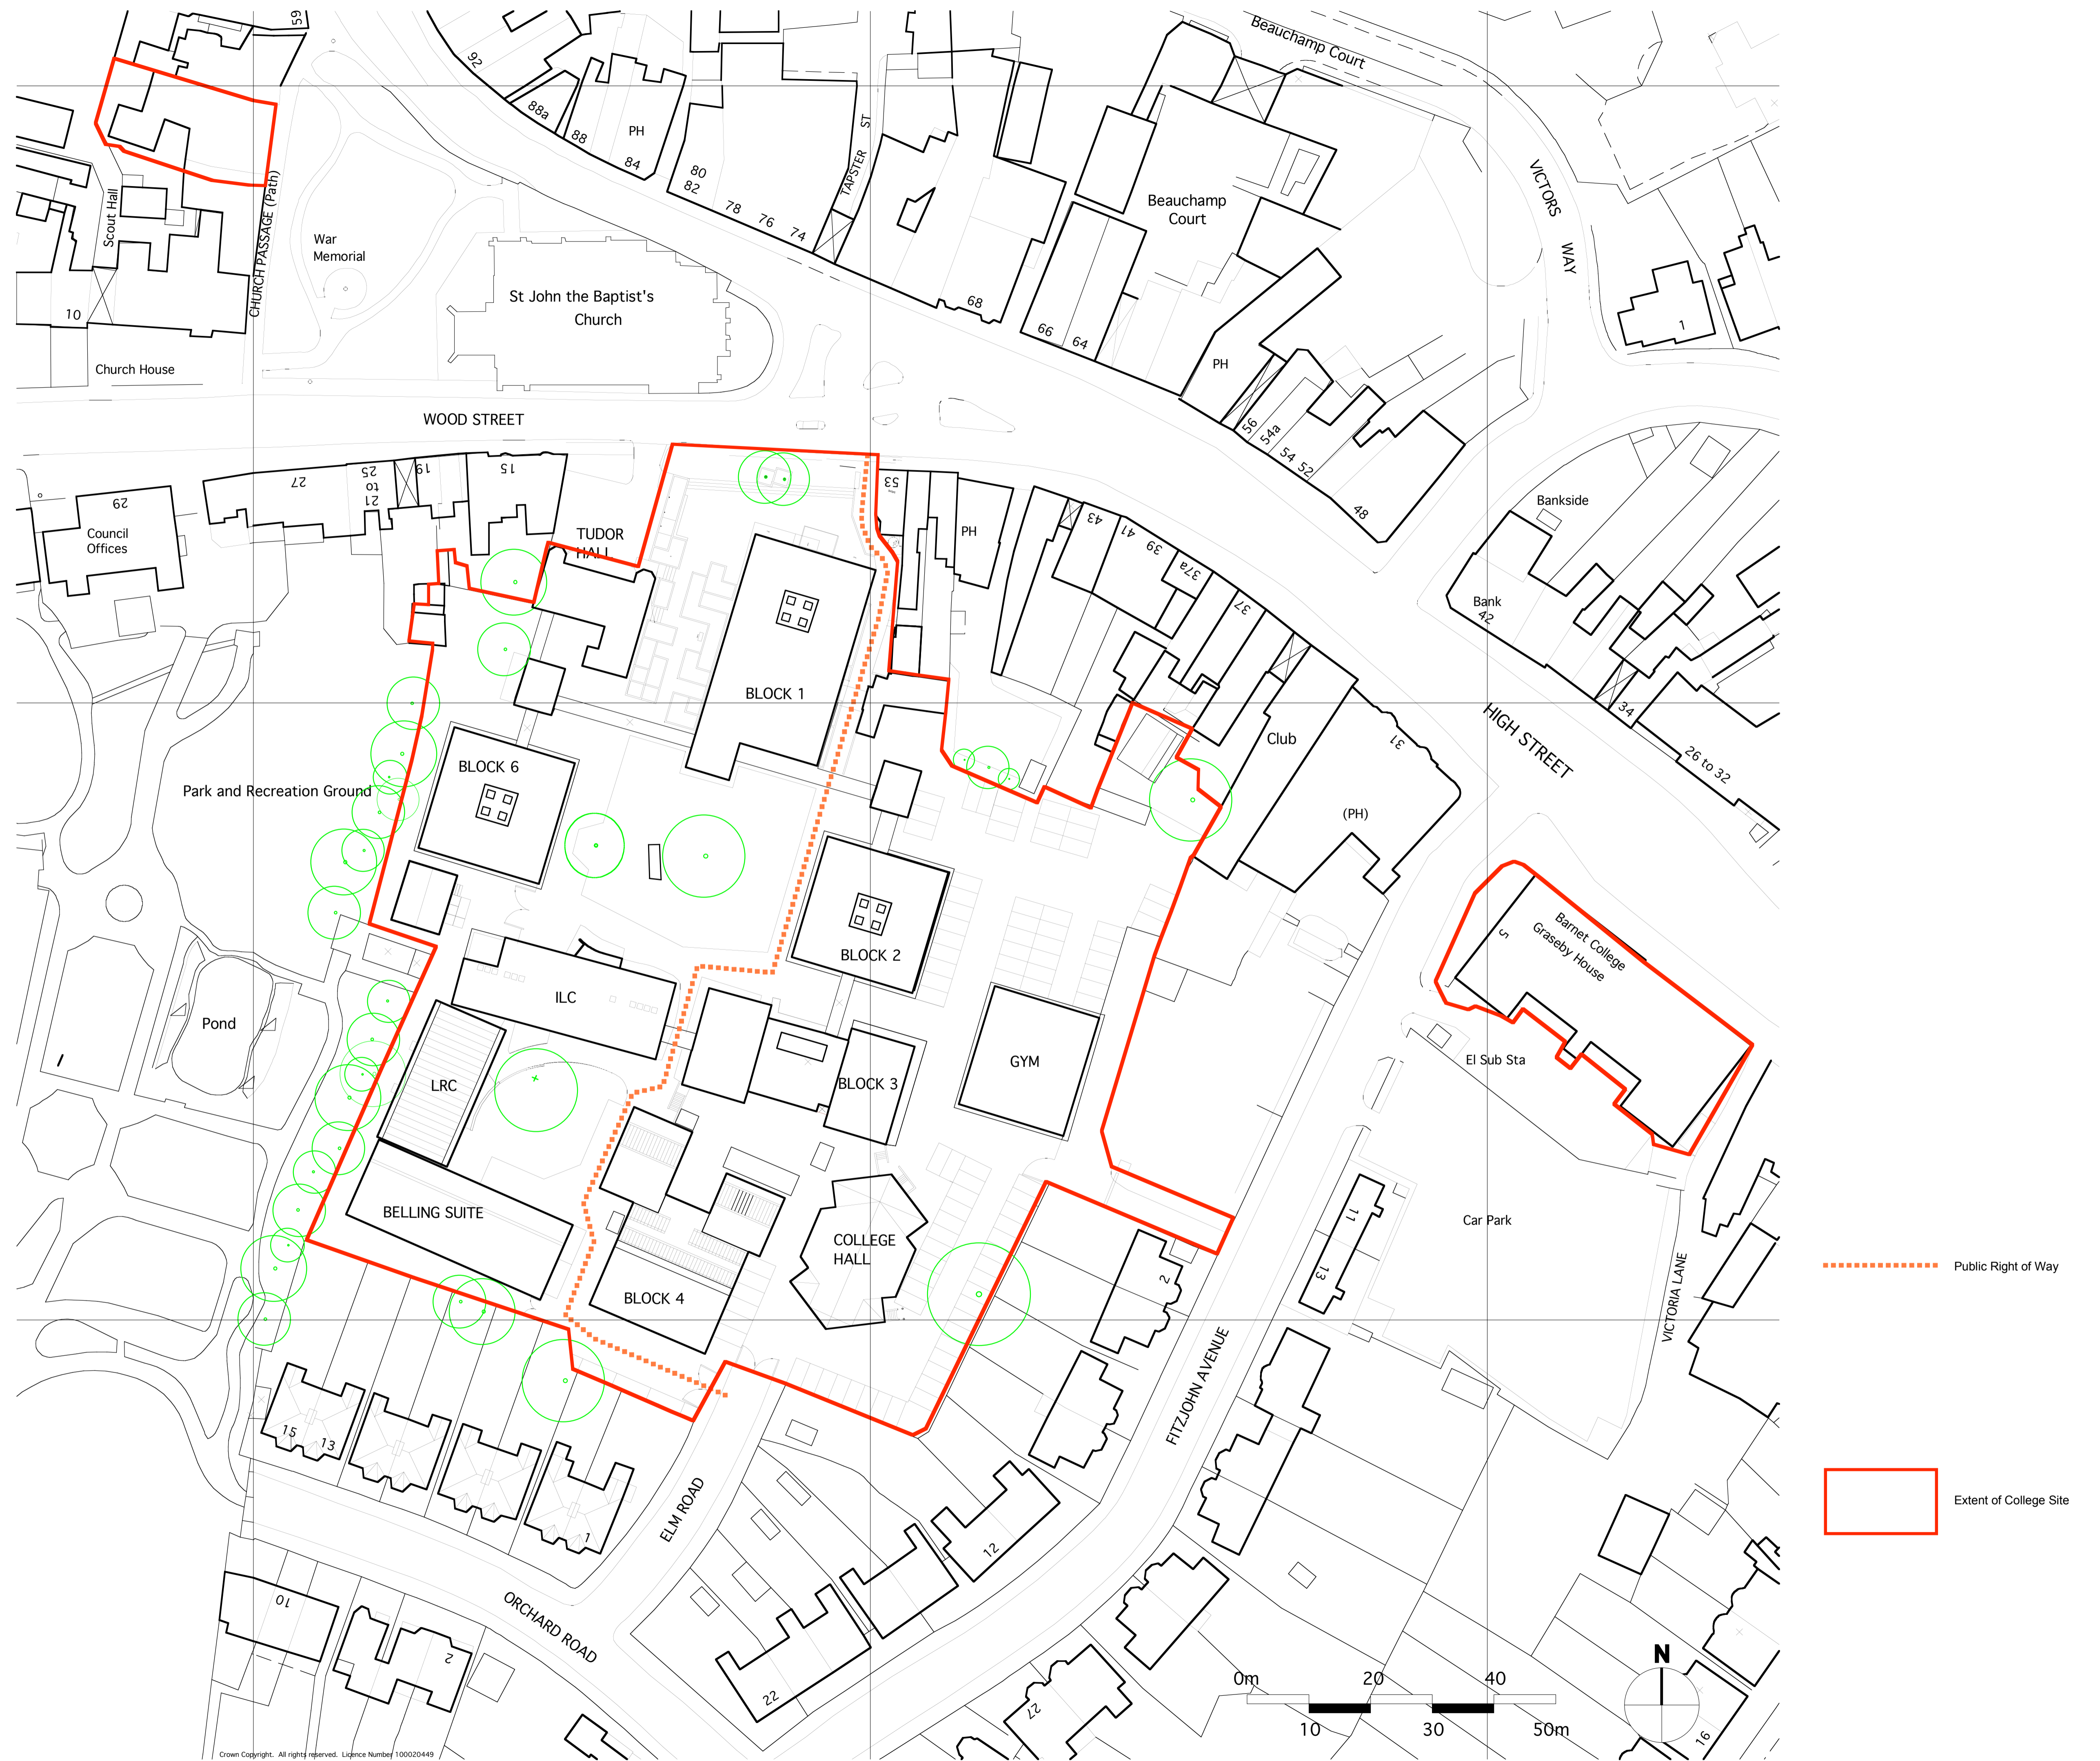 59
Beauchamp Court
92
88a
88
PH
84
80
82
78
76
74
TAPSTER
ST
VICTORS
WAY
Beauchamp
Court
Scout Hall
CHURCH PASSAGE (Path)
War
Memorial
St John the Baptist's
Church
68
66
64
PH
1
10
Church House
WOOD STREET
56
54a
54
52
48
29
Council
Offices
27
25
to
21
19
15
TUDOR
HALL
53
PH
43
41
39
37a
37
Bankside
Bank
42
34
26 to 32
HIGH STREET
BLOCK 1
BLOCK 6
Club
31
(PH)
Park and Recreation Ground
Barnet College
Graseby House
5
BLOCK 2
ILC
Pond
GYM
El Sub Sta
LRC
BLOCK 3
BELLING SUITE
COLLEGE
HALL
BLOCK 4
2
11
13
Car Park
VICTORIA LANE
FITZJOHN AVENUE
Public Right of Way
15
13
1
ELM ROAD
12
Extent of College Site
10
2
ORCHARD ROAD
22
27
16
N
0m
20
40
10
30
50m
Crown Copyright. All rights reserved. Licence Number 100020449